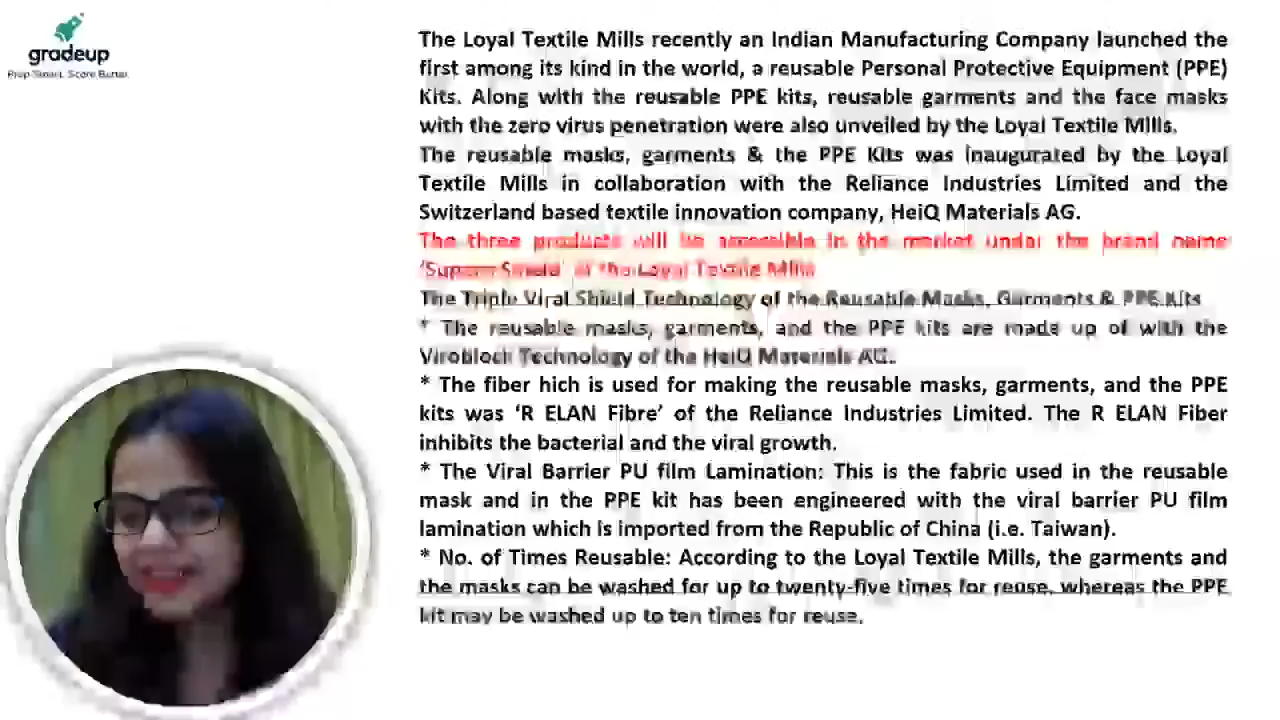 gradeup
Prep Smart. Score Better.
The Loyal Textile Mills recently an Indian Manufacturing Company launched the
first among its kind in the world, a reusable Personal Protective Equipment (PPE)
Kits. Along with the reusable PPE kits, reusable garments and the face masks
with the zero virus penetration were also unveiled by the Loyal Textile Mills.
The reusable masks, garments & the PPE Kits was inaugurated by the Loyal
Textile Mills in collaboration with the Reliance Industries Limited and the
Switzerland based textile innovation company, HeiQ Materials AG.
The three products will be accessible in the market under the brand name
of the Loyal Textile Mills
The Triple Viral Shield Technology of the Reusable Masks, Garments & PPE Kits
* The reusable masks, garments, and the PPE kits are made up of with the
Viroblock Technology of the HeiQ Materials AG.
* The fiber hich is used for making the reusable masks, garments, and the PPE
kits was ‘R ELAN Fibre’ of the Reliance Industries Limited. The R ELAN Fiber
inhibits the bacterial and the viral growth.
* The Viral Barrier PU film Lamination: This is the fabric used in the reusable
mask and in the PPE kit has been engineered with the viral barrier PU film
lamination which is imported from the Republic of China (i.e. Taiwan).
* No. of Times Reusable: According to the Loyal Textile Mills, the garments and
the masks can be washed for up to twenty-five times for reuse, whereas the PPE
kit may be washed up to ten times for reuse.